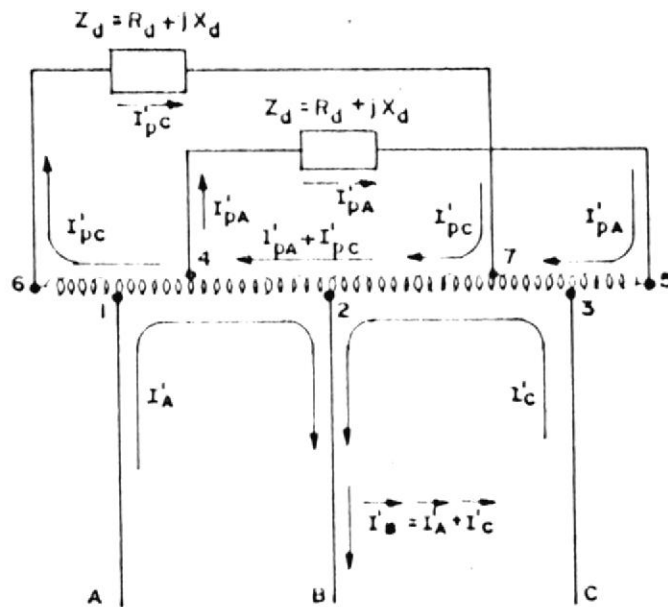 Z_d = R_d + jX_d
I'_pC
Z_d = R_d + jX_d
I'_pA
I'_pC
I'_pA
I'_pA + I'_pC
I'_pC
I'_pA
6
4
7
5
1
2
3
I'_A
I'_C
I'_B = I'_A + I'_C
A
B
C